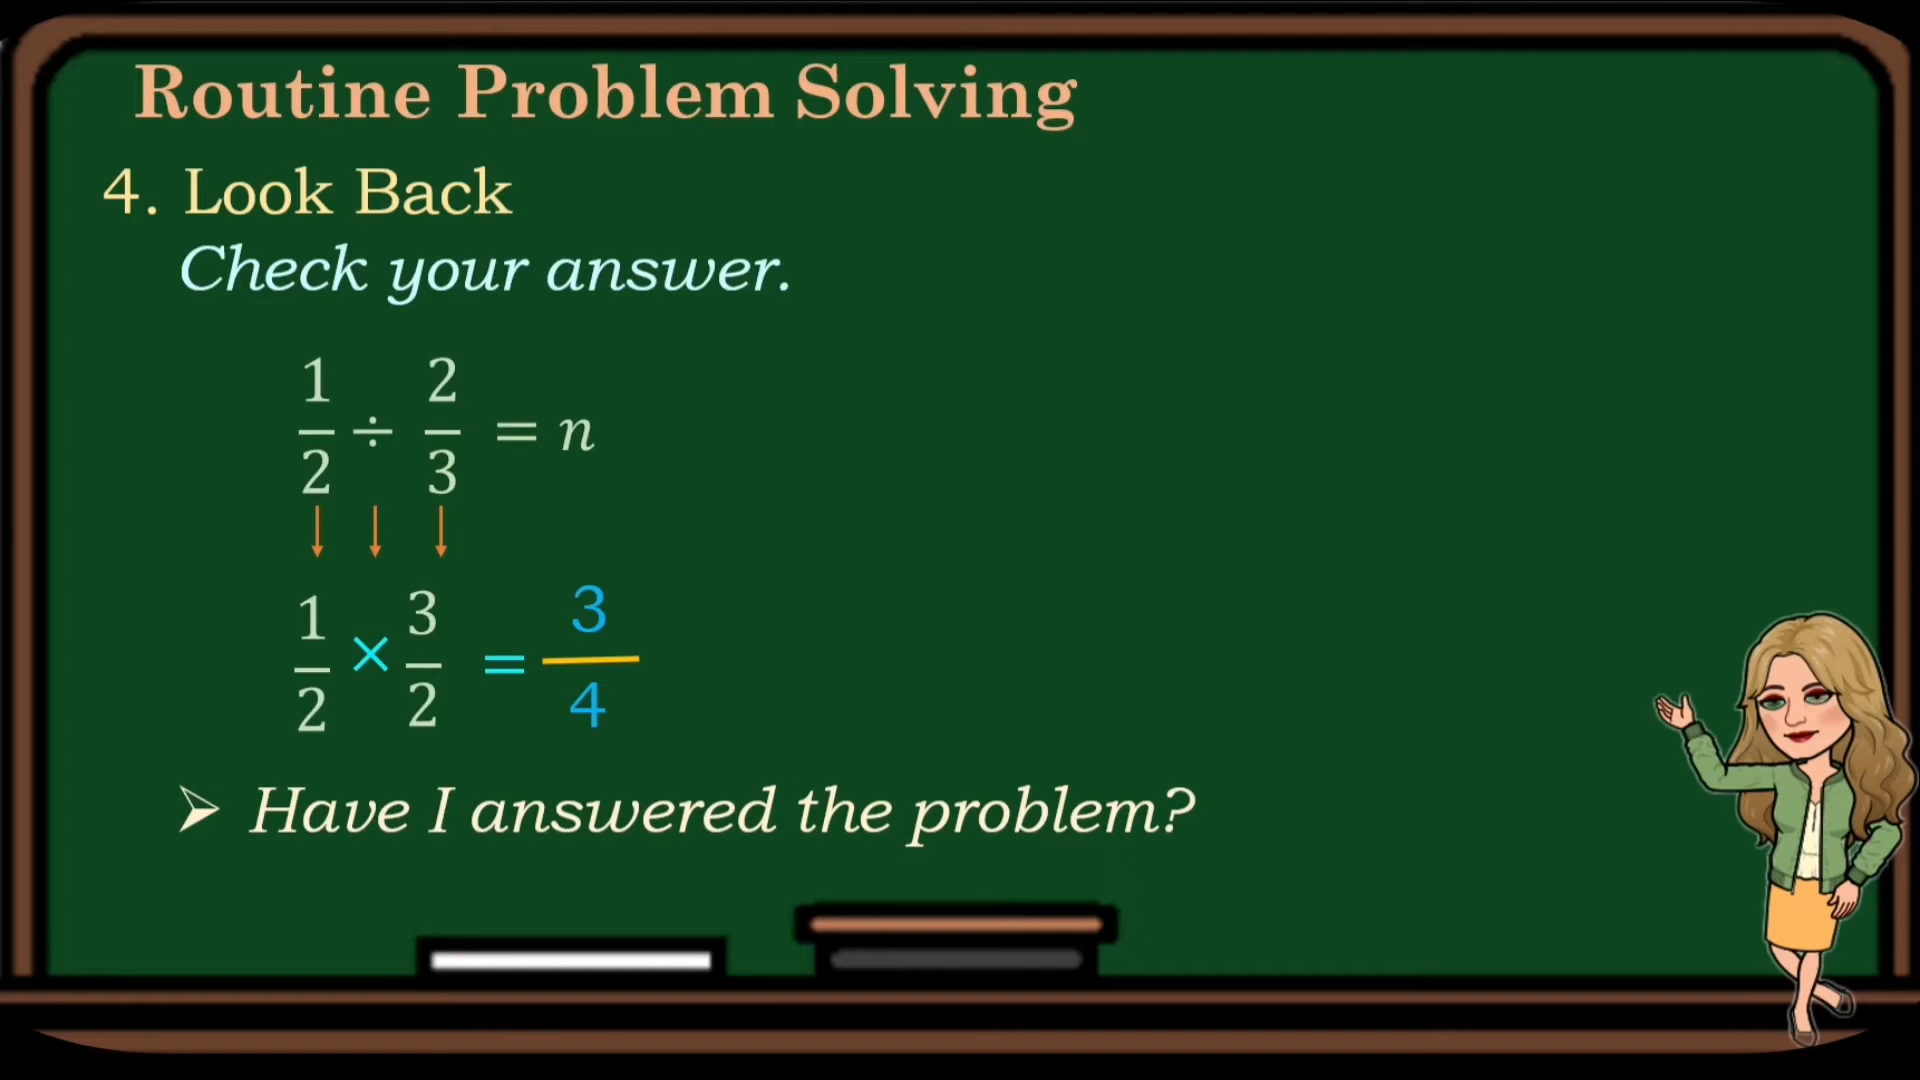 Routine Problem Solving
4. Look Back
Check your answer.
1/2 ÷ 2/3 = n
1/2 × 3/2 = 3/4
➢ Have I answered the problem?